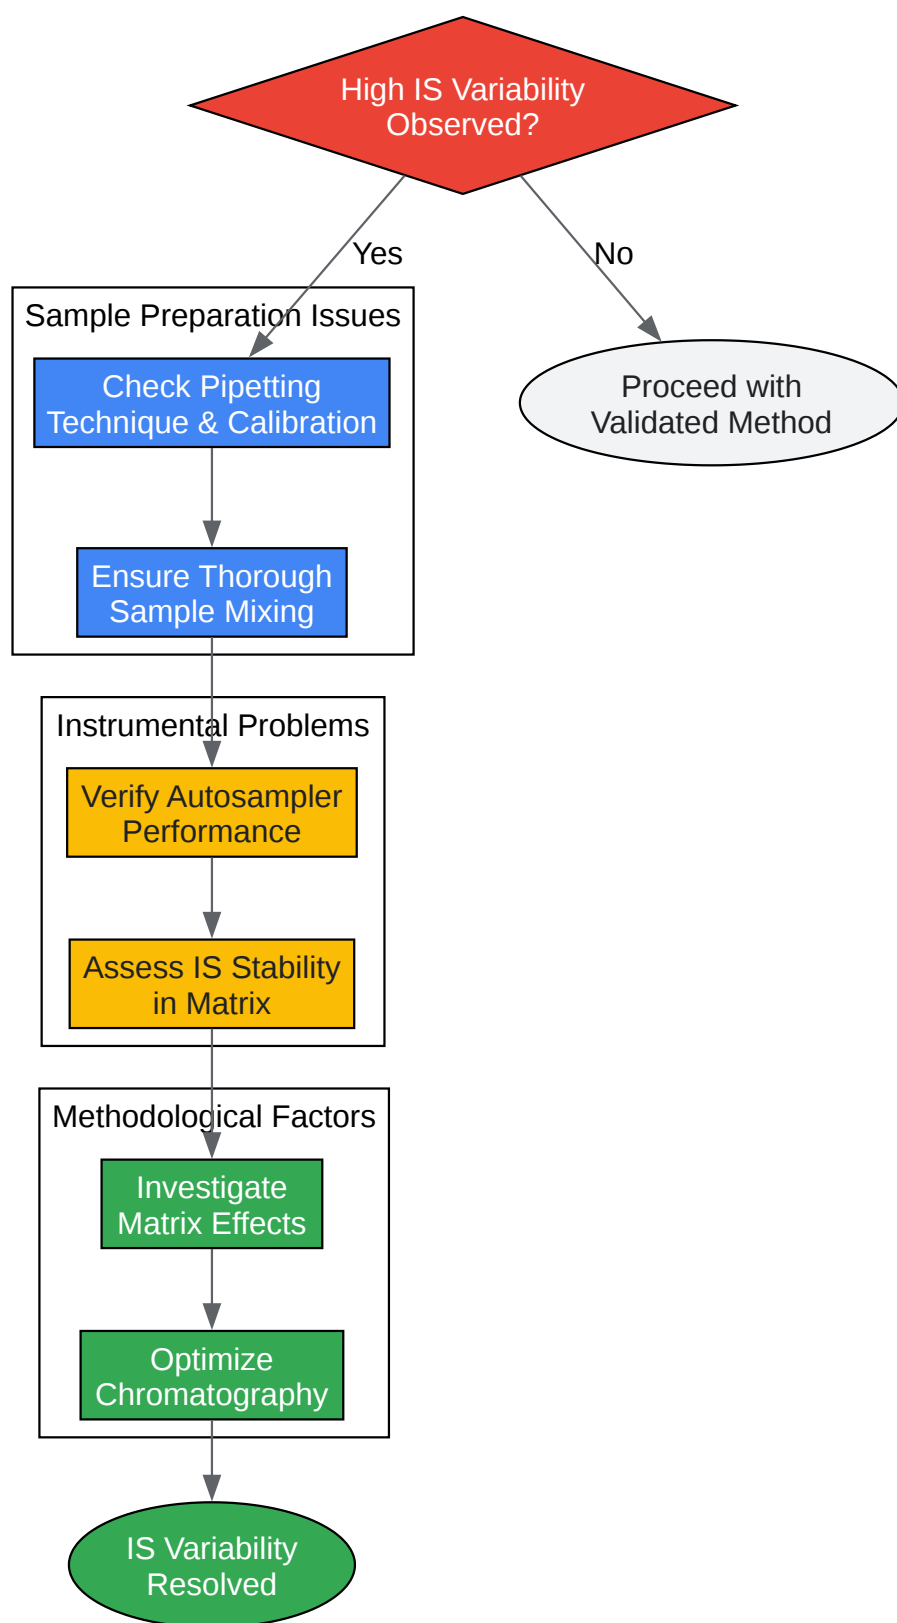 High IS Variability
Observed?
Yes
No
Sample Preparation Issues
Check Pipetting
Technique & Calibration
Proceed with
Validated Method
Ensure Thorough
Sample Mixing
Instrumental Problems
Verify Autosampler
Performance
Assess IS Stability
in Matrix
Methodological Factors
Investigate
Matrix Effects
Optimize
Chromatography
IS Variability
Resolved